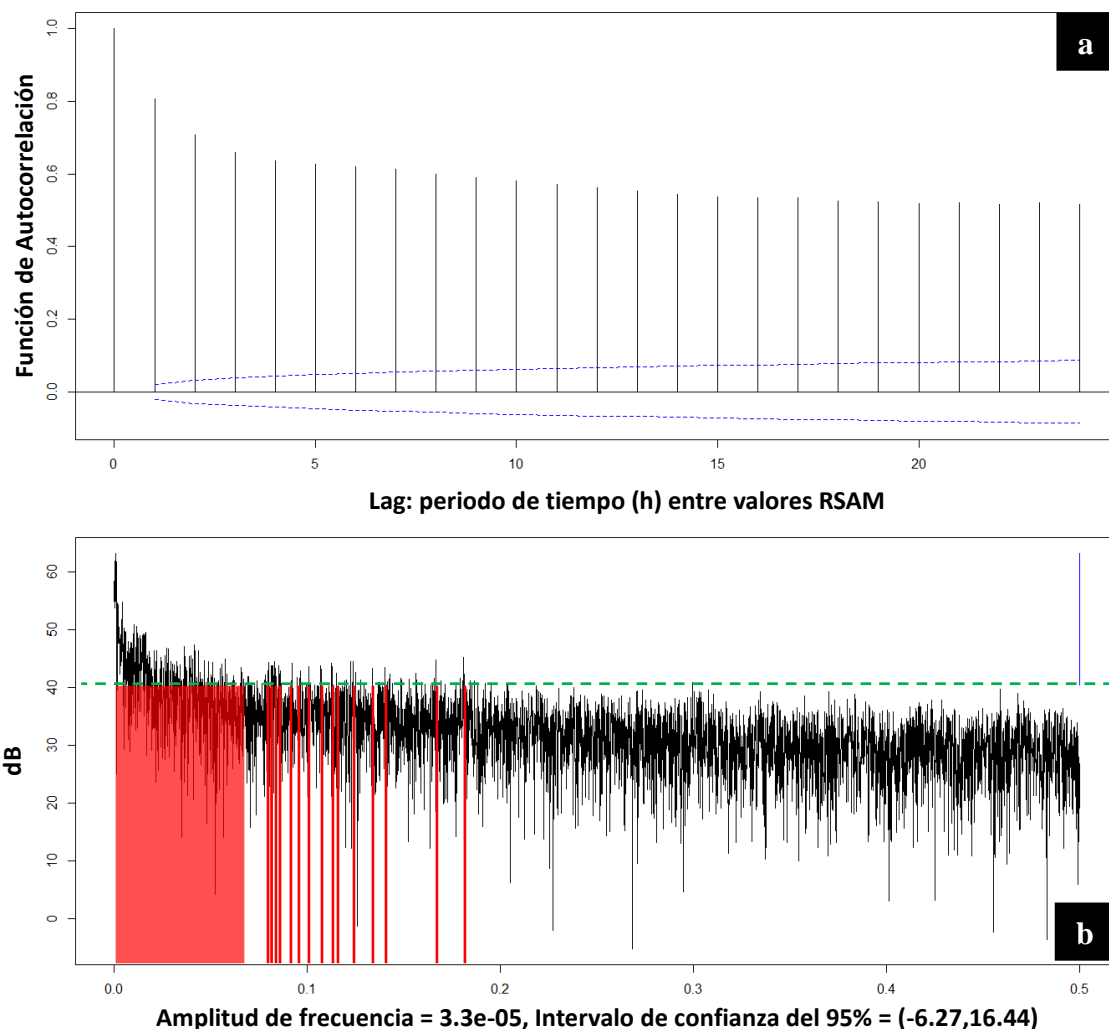 a
Función de Autocorrelación
1.0
0.8
0.6
0.4
0.2
0.0
0 5 10 15 20
Lag: periodo de tiempo (h) entre valores RSAM
dB
60
50
40
30
20
10
0
b
0.0 0.1 0.2 0.3 0.4 0.5
Amplitud de frecuencia = 3.3e-05, Intervalo de confianza del 95% = (-6.27,16.44)